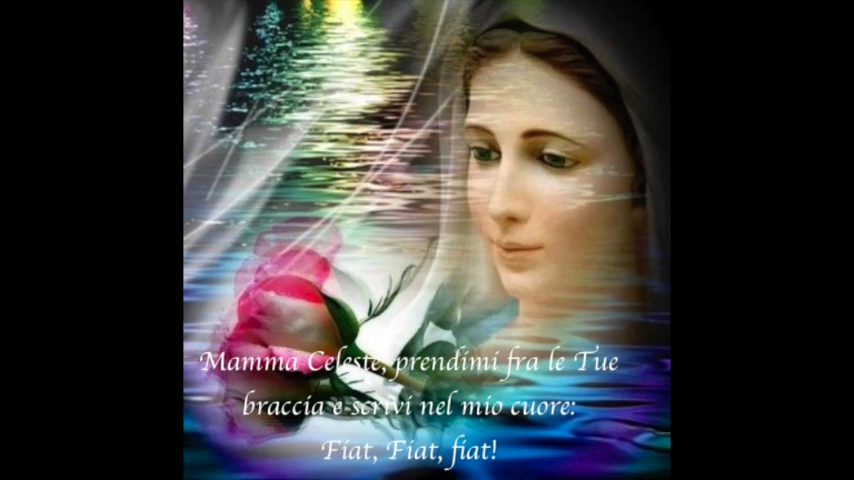 Mamma Celeste, prendimi fra le Tue
braccia e scrivi nel mio cuore:
Fiat, Fiat, fiat!